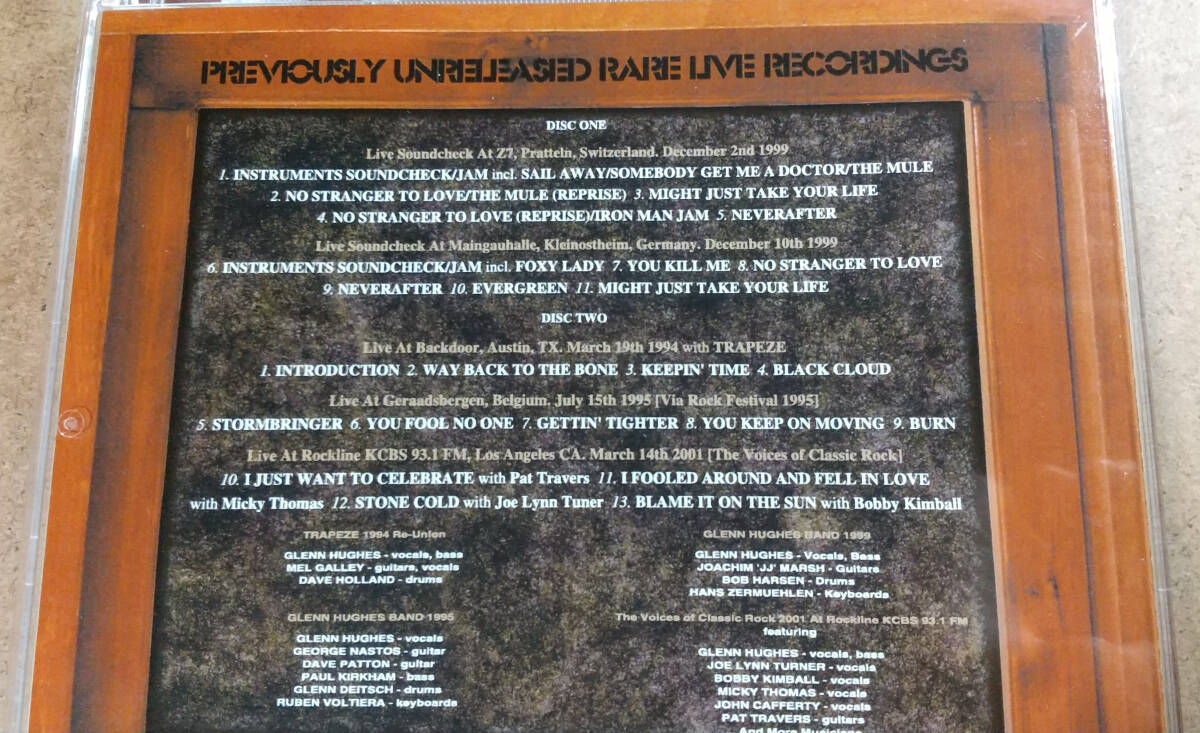 PREVIOUSLY UNRELEASED RARE LIVE RECORDINGS
DISC ONE
Live Soundcheck At Z7, Pratteln, Switzerland. December 2nd 1999
1. INSTRUMENTS SOUNDCHECK/JAM incl. SAIL AWAY/SOMEBODY GET ME A DOCTOR/THE MULE
2. NO STRANGER TO LOVE/THE MULE (REPRISE) 3. MIGHT JUST TAKE YOUR LIFE
4. NO STRANGER TO LOVE (REPRISE)/IRON MAN JAM 5. NEVERAFTER
Live Soundcheck At Maingauhalle, Kleinostheim, Germany. December 10th 1999
6. INSTRUMENTS SOUNDCHECK/JAM incl. FOXY LADY 7. YOU KILL ME 8. NO STRANGER TO LOVE
9. NEVERAFTER 10. EVERGREEN 11. MIGHT JUST TAKE YOUR LIFE
DISC TWO
Live At Backdoor, Austin, TX. March 19th 1994 with TRAPEZE
1. INTRODUCTION 2. WAY BACK TO THE BONE 3. KEEPIN' TIME 4. BLACK CLOUD
Live At Geraadsbergen, Belgium, July 15th 1995 [Via Rock Festival 1995]
5. STORMBRINGER 6. YOU FOOL NO ONE 7. GETTIN' TIGHTER 8. YOU KEEP ON MOVING 9. BURN
Live At Rockline KCBS 93.1 FM, Los Angeles CA. March 14th 2001 [The Voices of Classic Rock]
10. I JUST WANT TO CELEBRATE with Pat Travers 11. I FOOLED AROUND AND FELL IN LOVE
with Micky Thomas 12. STONE COLD with Joe Lynn Tuner 13. BLAME IT ON THE SUN with Bobby Kimball
TRAPEZE 1994 Re-Union
GLENN HUGHES - vocals, bass
MEL GALLEY - guitars, vocals
DAVE HOLLAND - drums
GLENN HUGHES BAND 1999
GLENN HUGHES - Vocals, Bass
JOACHIM 'JJ' MARSH - Guitars
BOB HARSEN - Drums
HANS ZERMUEHLEN - Keyboards
GLENN HUGHES BAND 1995
GLENN HUGHES - vocals
GEORGE NASTOS - guitar
DAVE PATTON - guitar
PAUL KIRKHAM - bass
GLENN DEITSCH - drums
RUBEN VOLTIERA - keyboards
The Voices of Classic Rock 2001 At Rockline KCBS 93.1 FM
featuring
GLENN HUGHES - vocals, bass
JOE LYNN TURNER - vocals
BOBBY KIMBALL - vocals
MICKY THOMAS - vocals
JOHN CAFFERTY - vocals
PAT TRAVERS - guitars
And More Musicians